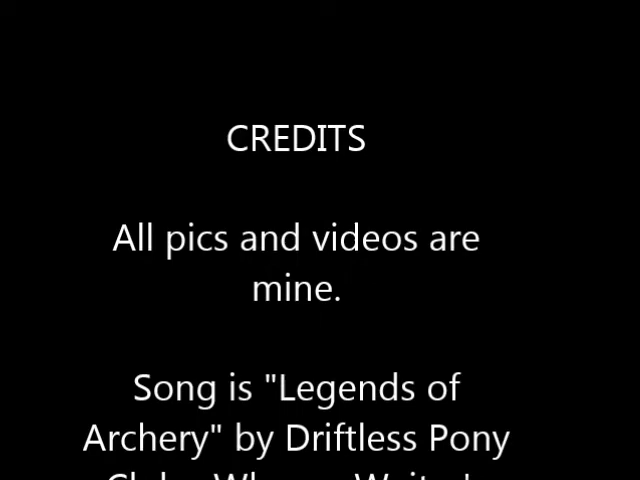 CREDITS
All pics and videos are
mine.
Song is "Legends of
Archery" by Driftless Pony